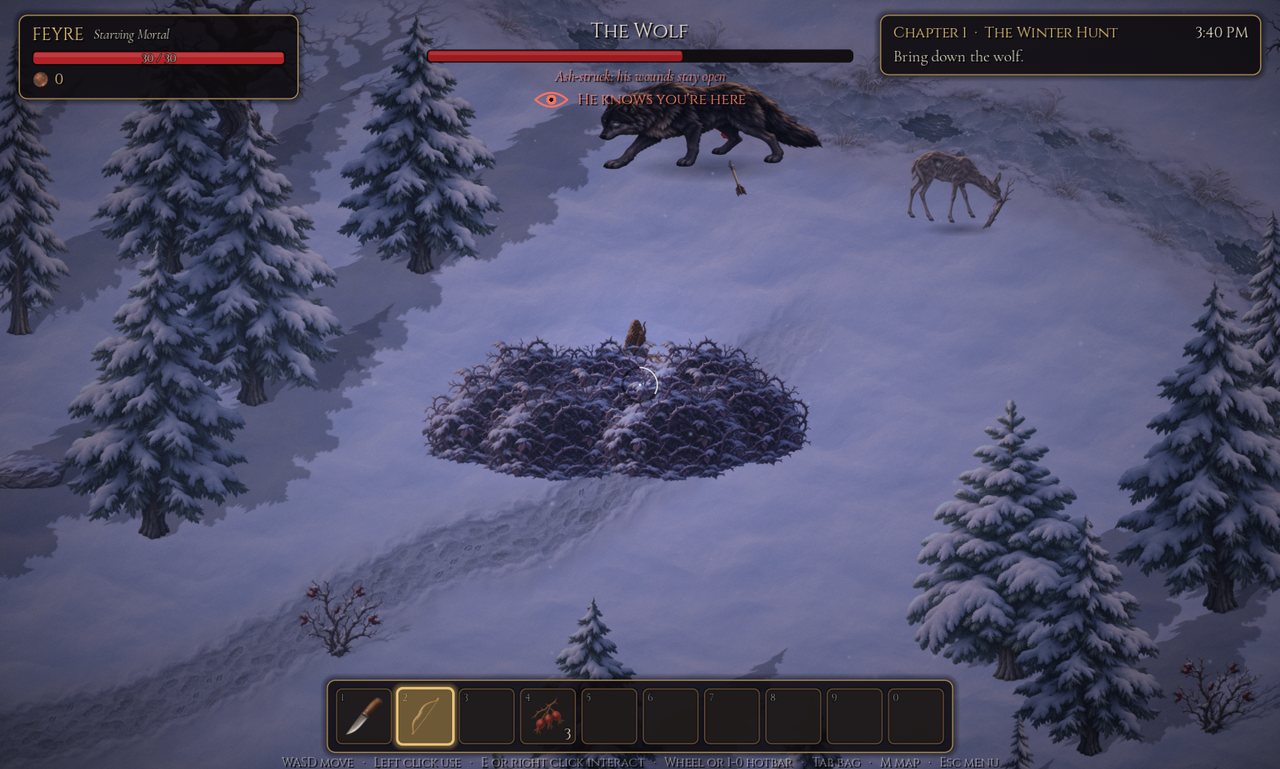 FEYRE Starving Mortal
30 / 30
0
THE WOLF
Ash-struck: his wounds stay open
HE KNOWS YOU'RE HERE
CHAPTER I · THE WINTER HUNT 3:40 PM
Bring down the wolf.
1 2 3 4 5 6 7 8 9 0
3
WASD MOVE · LEFT CLICK USE · E OR RIGHT CLICK INTERACT · WHEEL OR 1-0 HOTBAR · TAB BAG · M MAP · ESC MENU